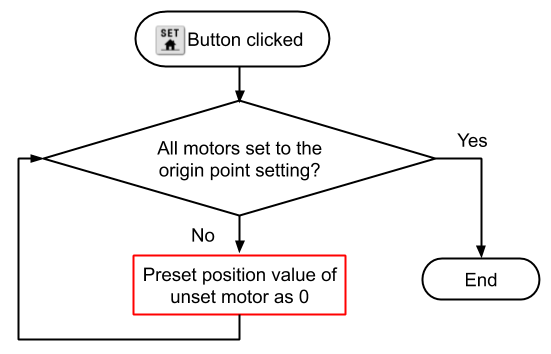 SET
Button clicked
All motors set to the
origin point setting?
Yes
No
Preset position value of
unset motor as 0
End